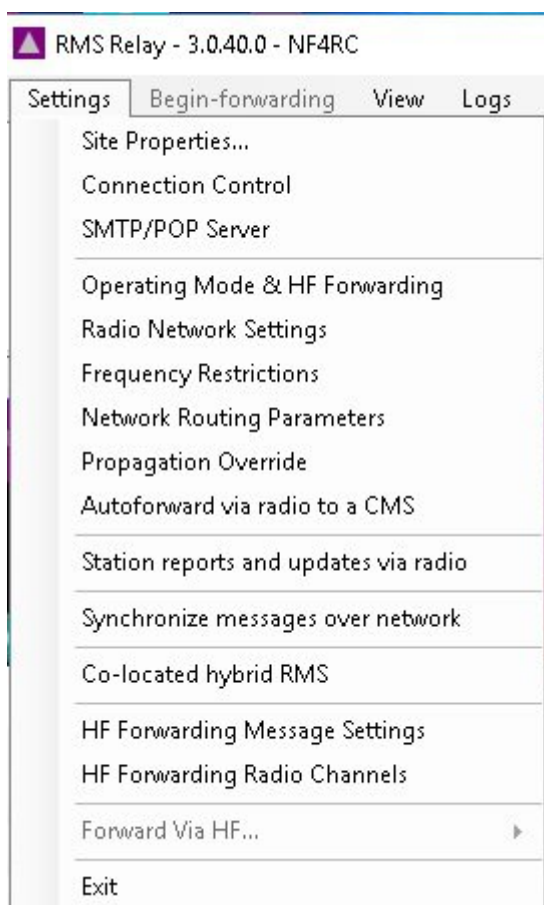 RMS Relay - 3.0.40.0 - NF4RC
Settings Begin-forwarding View Logs
Site Properties...
Connection Control
SMTP/POP Server
Operating Mode & HF Forwarding
Radio Network Settings
Frequency Restrictions
Network Routing Parameters
Propagation Override
Autoforward via radio to a CMS
Station reports and updates via radio
Synchronize messages over network
Co-located hybrid RMS
HF Forwarding Message Settings
HF Forwarding Radio Channels
Forward Via HF...
Exit